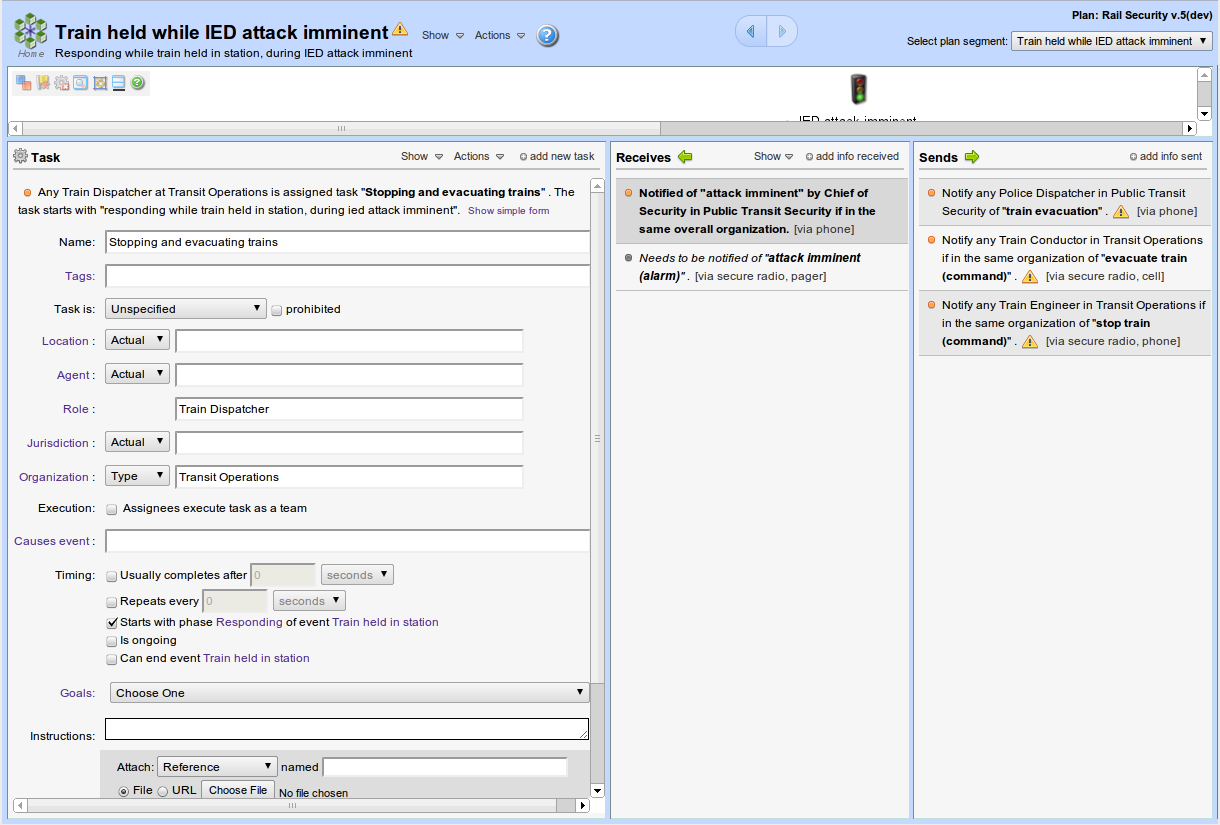 Train held while IED attack imminent
Show
Actions
Home
Responding while train held in station, during IED attack imminent
Plan: Rail Security v.5(dev)
Select plan segment:
Train held while IED attack imminent
IED attack imminent
Task
Show
Actions
add new task
Any Train Dispatcher at Transit Operations is assigned task "Stopping and evacuating trains" . The
task starts with "responding while train held in station, during ied attack imminent".
Show simple form
Name:
Stopping and evacuating trains
Tags:
Task is:
Unspecified
prohibited
Location :
Actual
Agent :
Actual
Role :
Train Dispatcher
Jurisdiction :
Actual
Organization :
Type
Transit Operations
Execution:
Assignees execute task as a team
Causes event :
Timing:
Usually completes after
0
seconds
Repeats every
0
seconds
Starts with phase Responding of event Train held in station
Is ongoing
Can end event Train held in station
Goals:
Choose One
Instructions:
Attach:
Reference
named
File
URL
Choose File
No file chosen
Receives
Show
add info received
Notified of "attack imminent" by Chief of
Security in Public Transit Security if in the
same overall organization. [via phone]
Needs to be notified of "attack imminent
(alarm)" . [via secure radio, pager]
Sends
add info sent
Notify any Police Dispatcher in Public Transit
Security of "train evacuation" . [via phone]
Notify any Train Conductor in Transit Operations
if in the same organization of "evacuate train
(command)" . [via secure radio, cell]
Notify any Train Engineer in Transit Operations if
in the same organization of "stop train
(command)" . [via secure radio, phone]